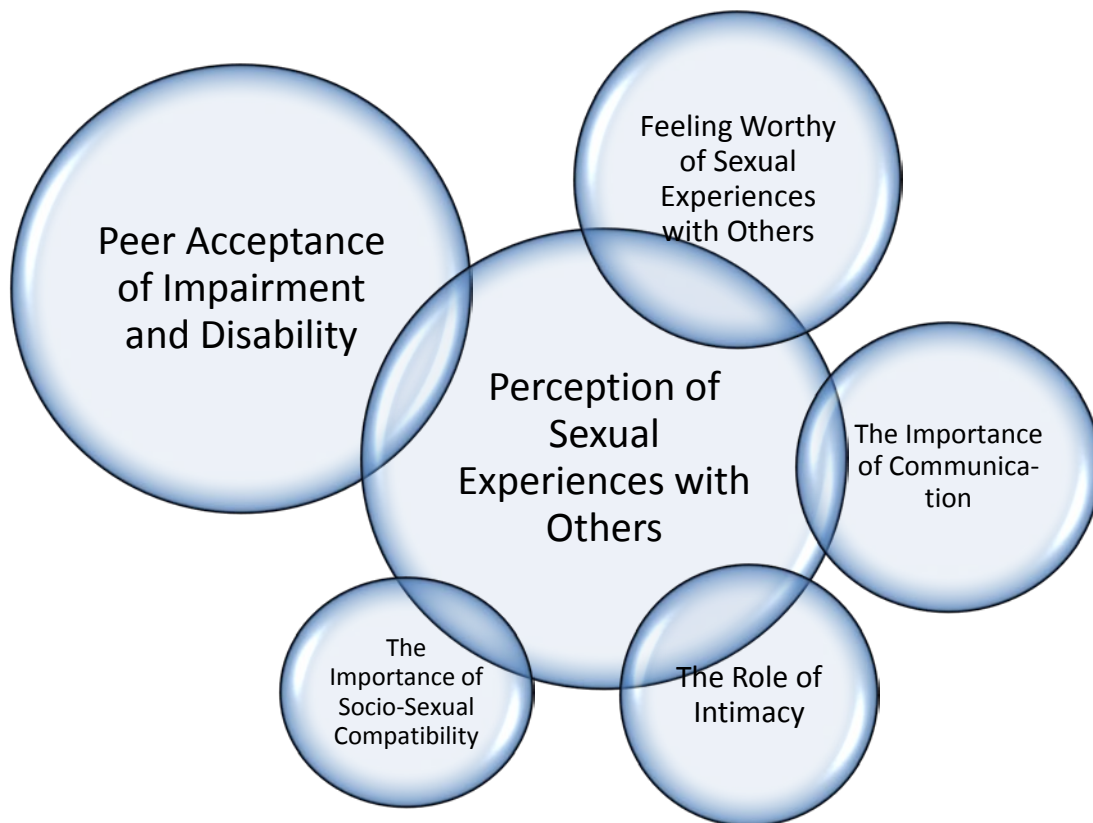 Feeling Worthy
of Sexual
Experiences
with Others
Peer Acceptance
of Impairment
and Disability
Perception of
Sexual
Experiences with
Others
The Importance
of Communica-
tion
The
Importance of
Socio-Sexual
Compatibility
The Role of
Intimacy